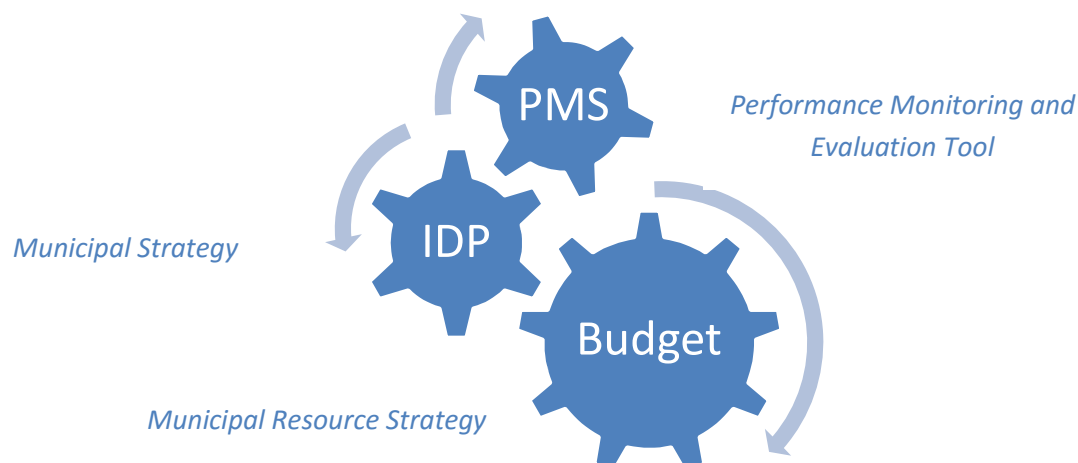 PMS
Performance Monitoring and
Evaluation Tool
IDP
Municipal Strategy
Budget
Municipal Resource Strategy